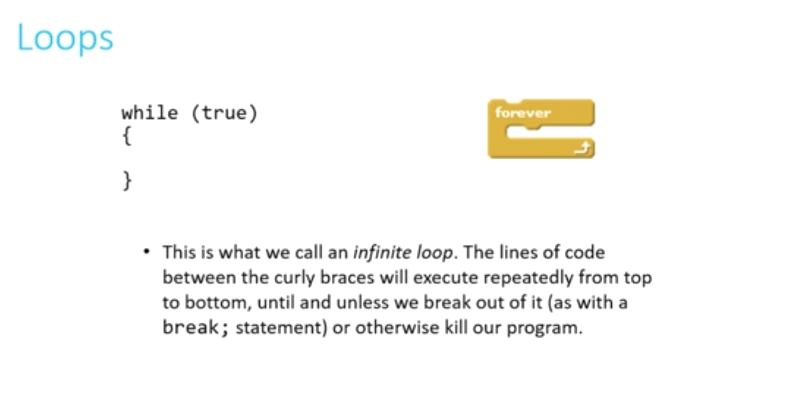 Loops
while (true)
{
}
forever
• This is what we call an infinite loop. The lines of code
between the curly braces will execute repeatedly from top
to bottom, until and unless we break out of it (as with a
break; statement) or otherwise kill our program.